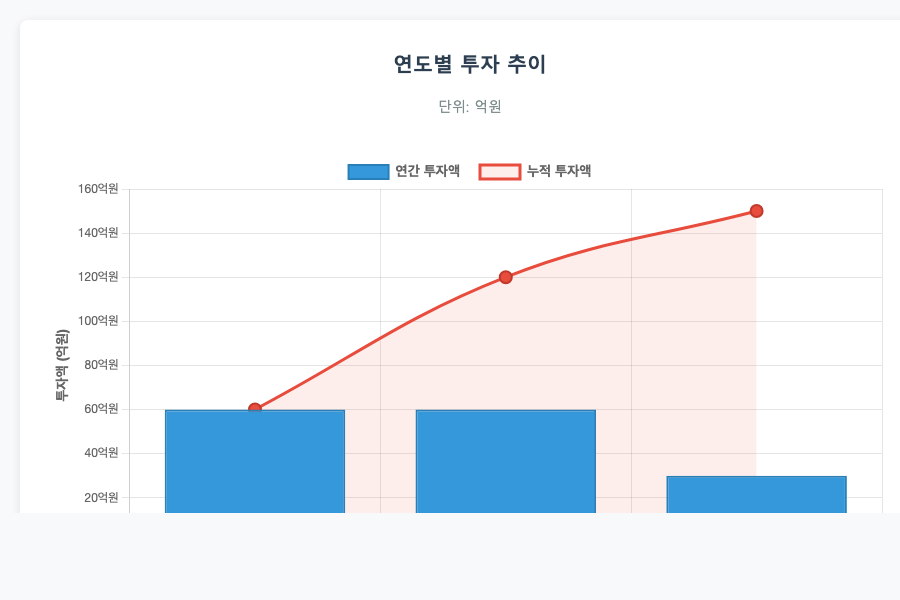 연도별 투자 추이
단위: 억원
연간 투자액 누적 투자액
160억원
140억원
120억원
100억원
80억원
60억원
40억원
20억원
투자액 (억원)